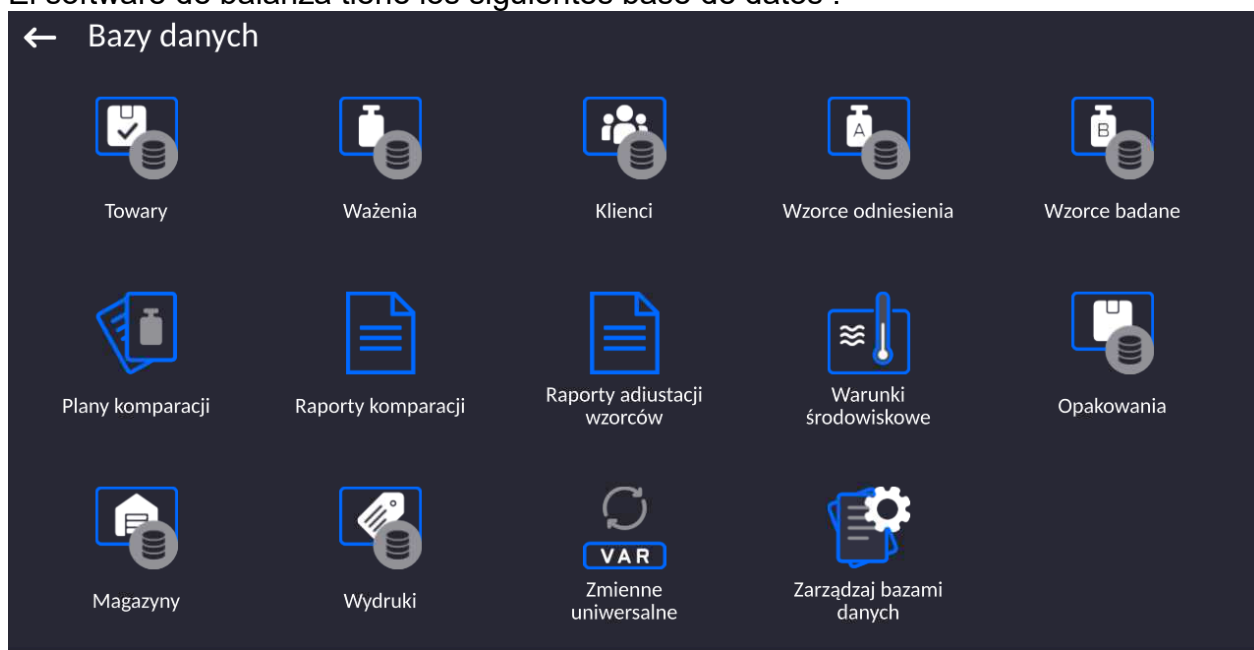 El software de balanza tiene los siguientes base de datos :
Bazy danych
Towary
Ważenia
Klienci
Wzorce odniesienia
Wzorce badane
A
B
Plany komparacji
Raporty komparacji
Raporty adiustacji
wzorców
Warunki
środowiskowe
Opakowania
Magazyny
Wydruki
VAR
Zmienne
uniwersalne
Zarządzaj bazami
danych